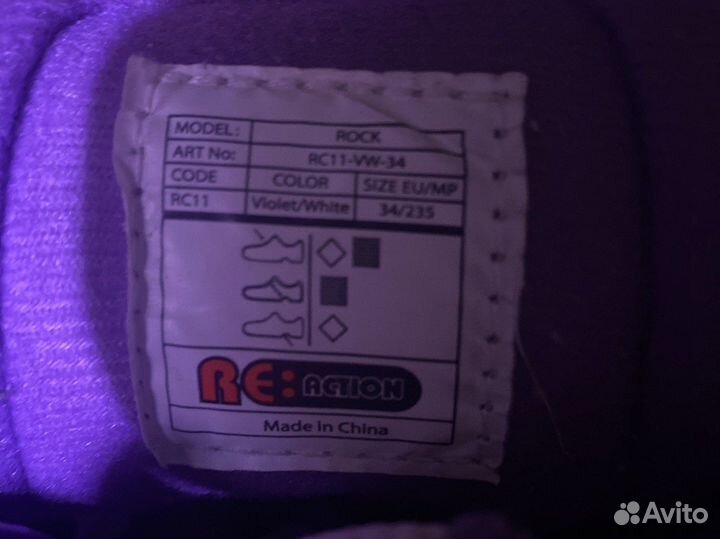 MODEL: ROCK
ART No: RC11-VW-34
CODE COLOR SIZE EU/MP
RC11 Violet/White 34/235
RE:ACTION
Made in China
Avito